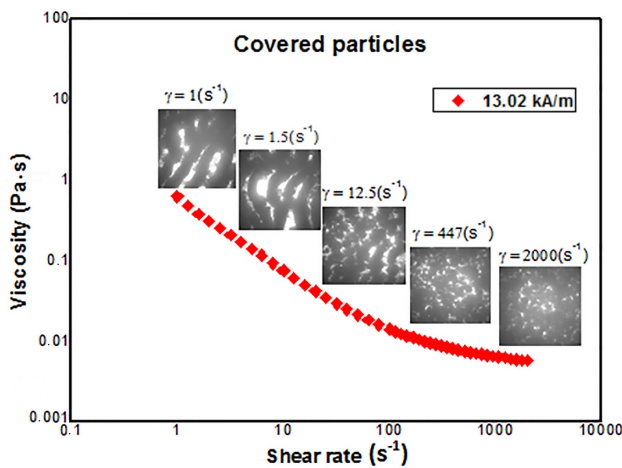 Covered particles
100
10
1
0.1
0.01
0.001
Viscosity (Pa·s)
13.02 kA/m
γ = 1(s⁻¹)
γ = 1.5(s⁻¹)
γ = 12.5(s⁻¹)
γ = 447(s⁻¹)
γ = 2000(s⁻¹)
0.1 1 10 100 1000 10000
Shear rate (s⁻¹)